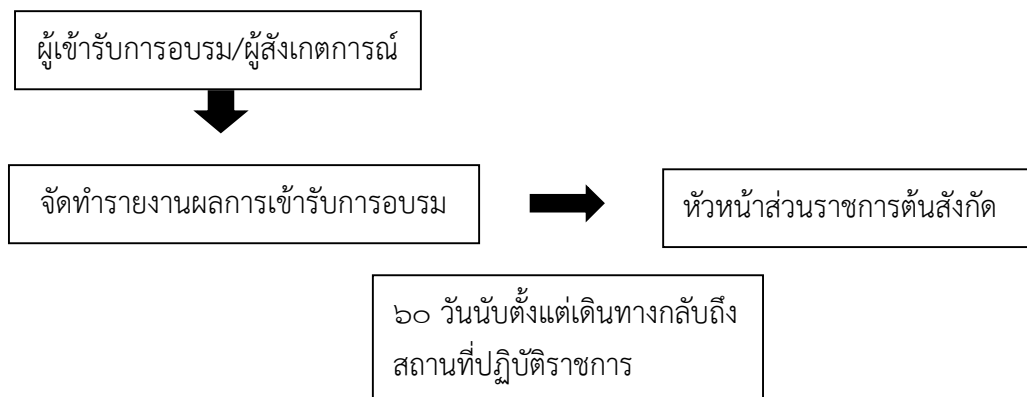 ผู้เข้ารับการอบรม/ผู้สังเกตการณ์
จัดทำรายงานผลการเข้ารับการอบรม
หัวหน้าส่วนราชการต้นสังกัด
๖๐ วันนับตั้งแต่เดินทางกลับถึง
สถานที่ปฏิบัติราชการ